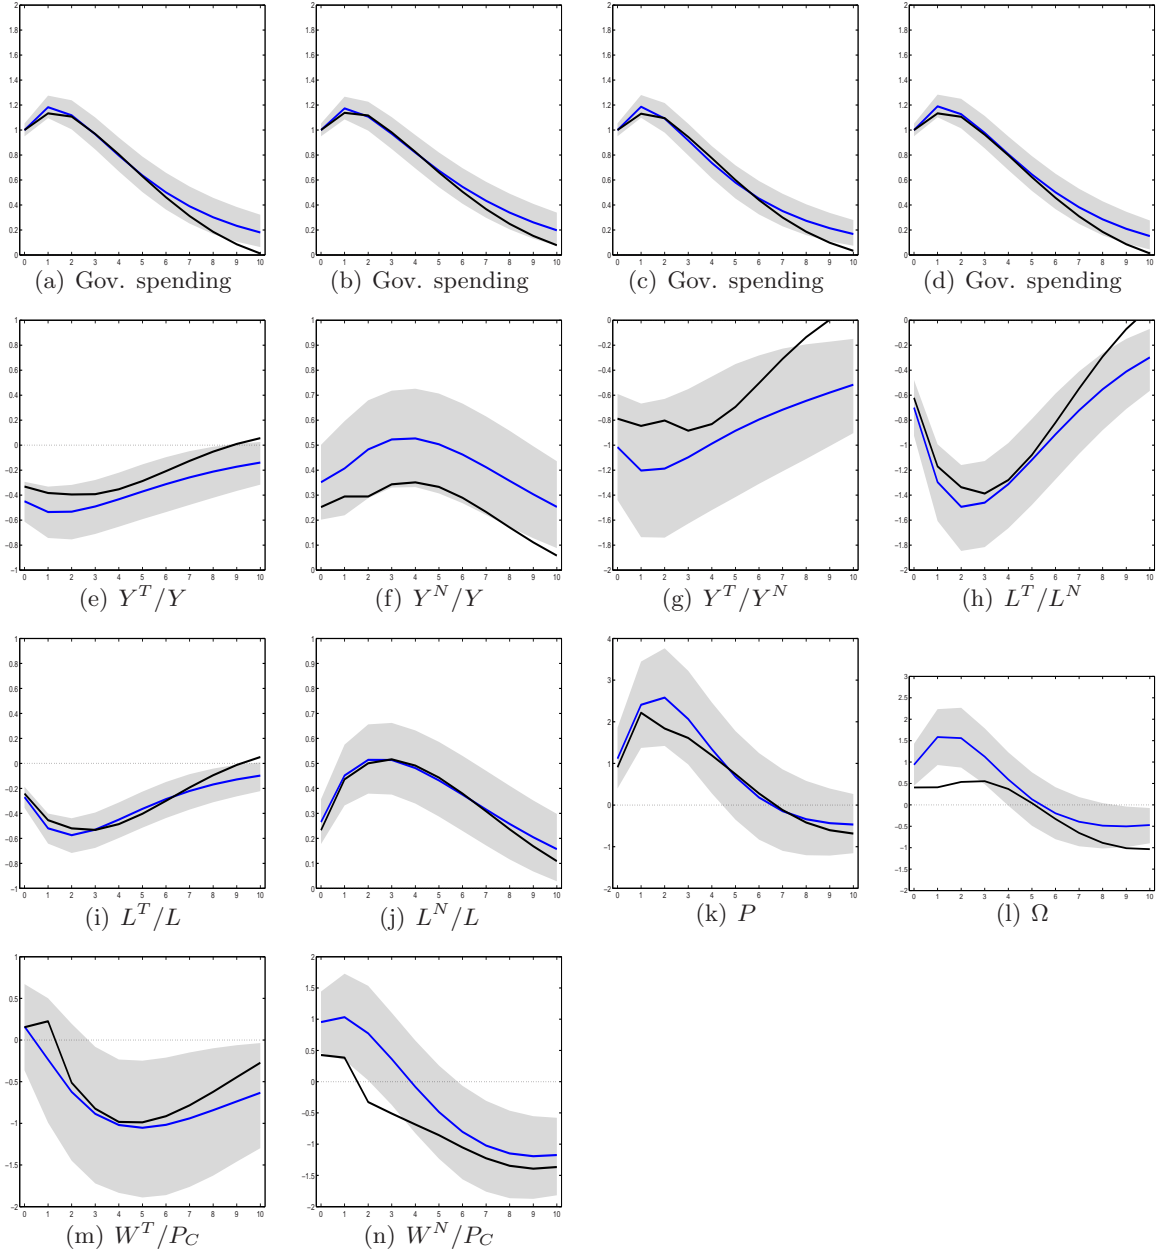 (a) Gov. spending (b) Gov. spending (c) Gov. spending (d) Gov. spending
(e) Y^T/Y (f) Y^N/Y (g) Y^T/Y^N (h) L^T/L^N
(i) L^T/L (j) L^N/L (k) P (l) Ω
(m) W^T/P_C (n) W^N/P_C